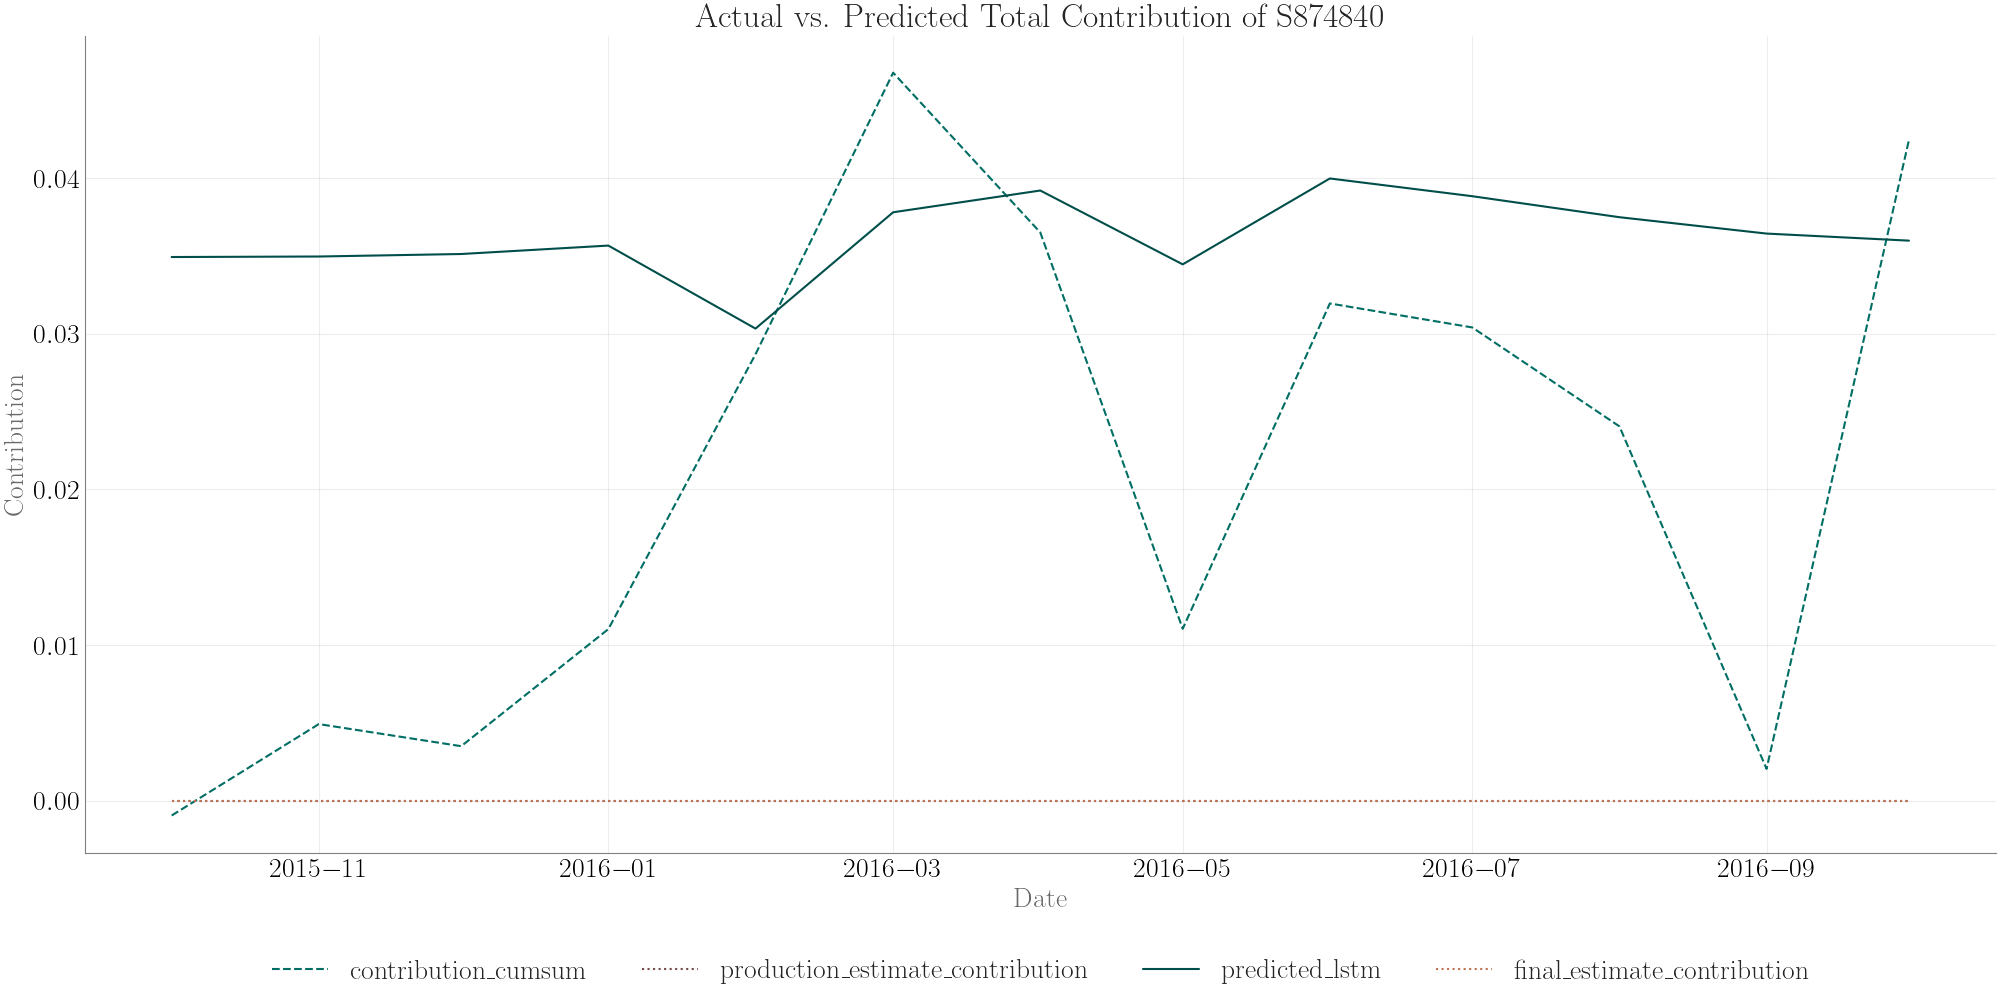 Actual vs. Predicted Total Contribution of S874840
Contribution
0.04
0.03
0.02
0.01
0.00
2015–11 2016–01 2016–03 2016–05 2016–07 2016–09
Date
contribution_cumsum production_estimate_contribution predicted_lstm final_estimate_contribution